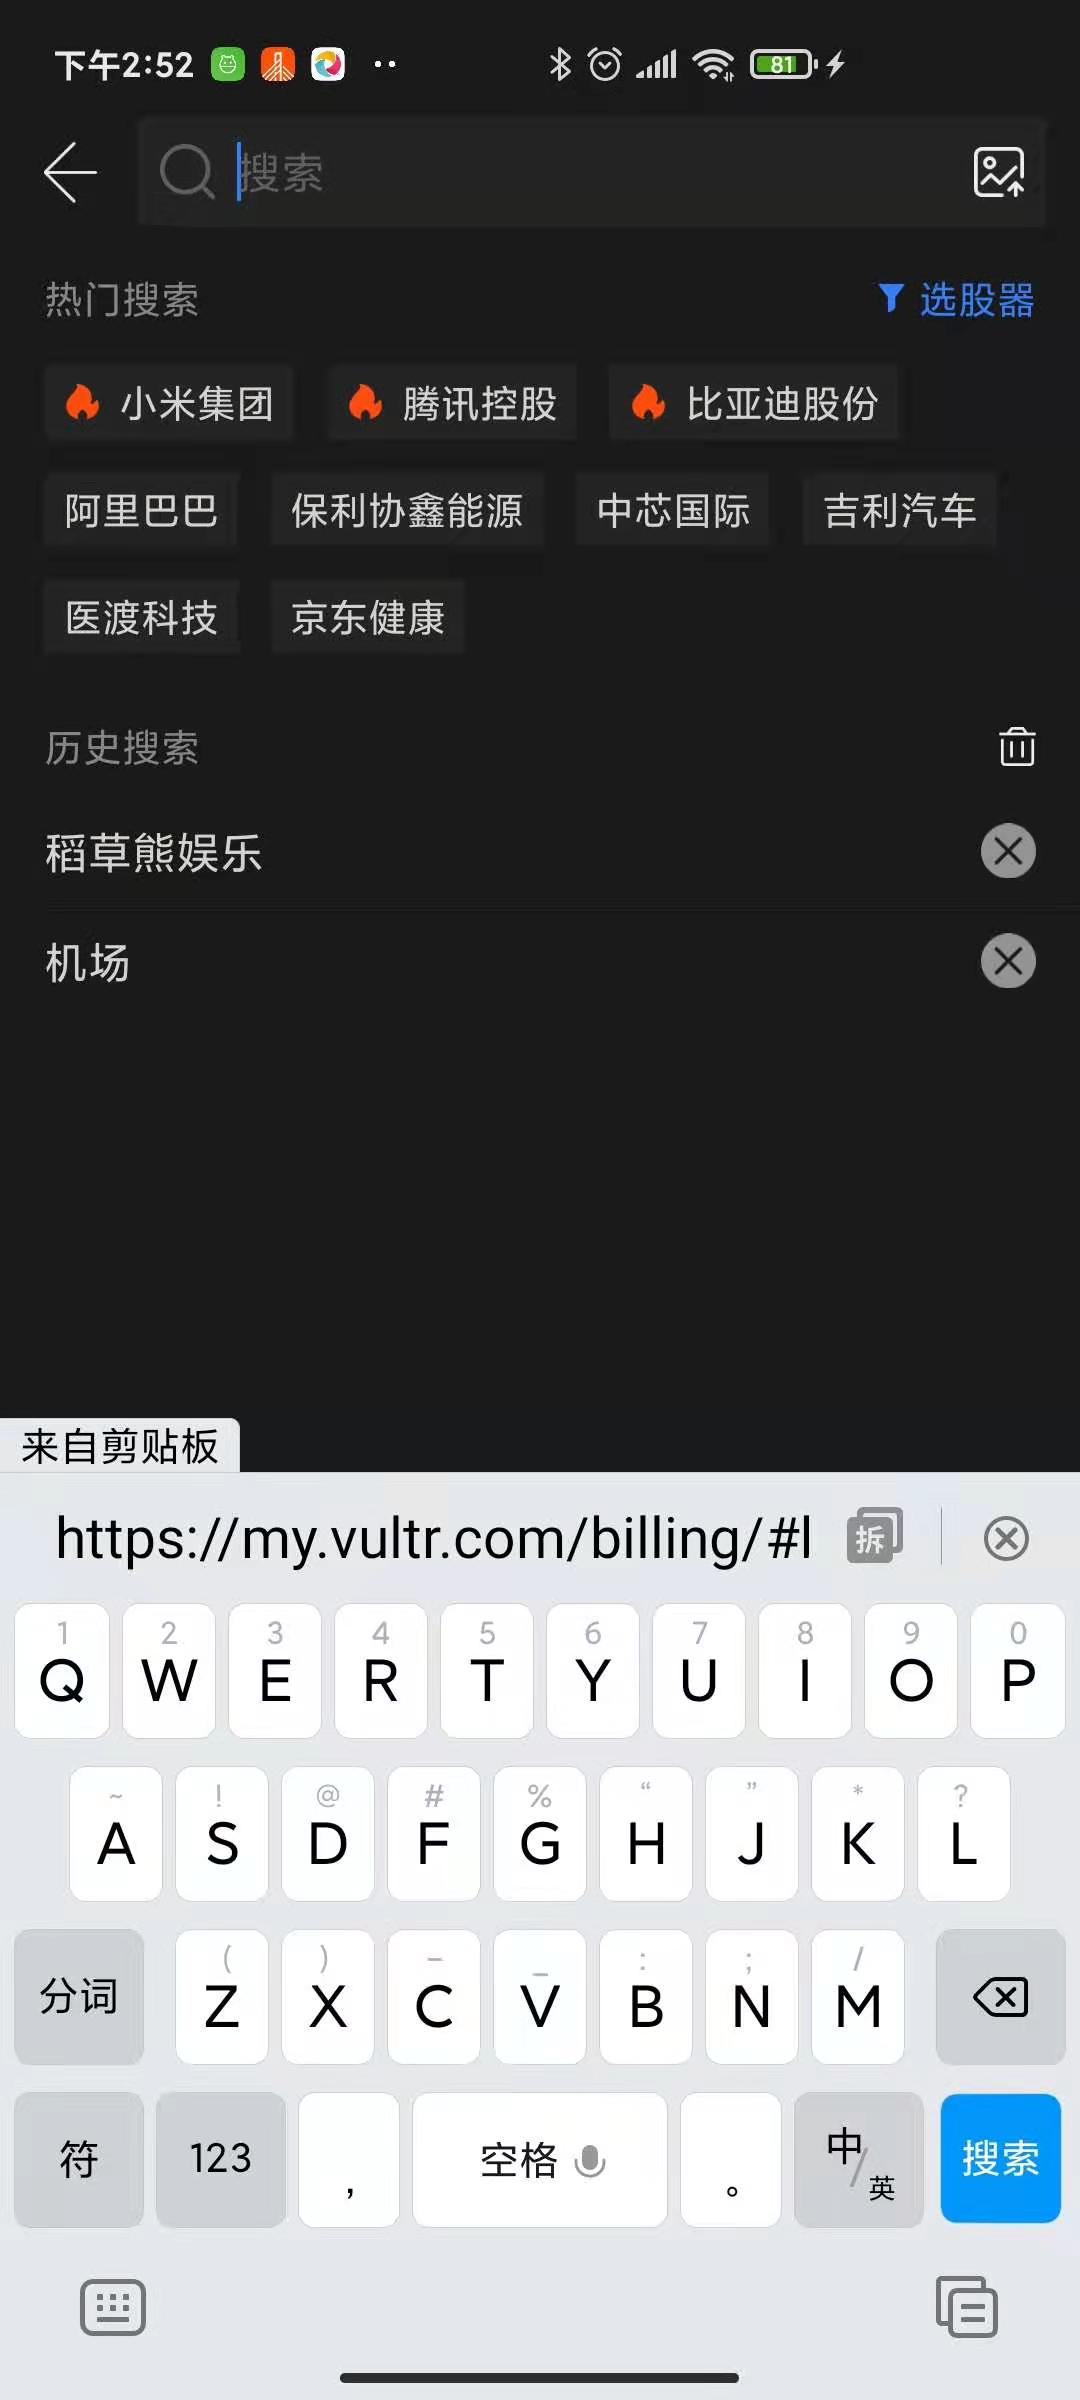 下午2:52
81
搜索
热门搜索
选股器
小米集团 腾讯控股 比亚迪股份
阿里巴巴 保利协鑫能源 中芯国际 吉利汽车
医渡科技 京东健康
历史搜索
稻草熊娱乐
机场
来自剪贴板
https://my.vultr.com/billing/#l 拆
1 2 3 4 5 6 7 8 9 0
Q W E R T Y U I O P
~ ! @ # % “ ” * ?
A S D F G H J K L
( ) – _ : ; /
分词 Z X C V B N M
符 123 , 空格 。 中/英 搜索